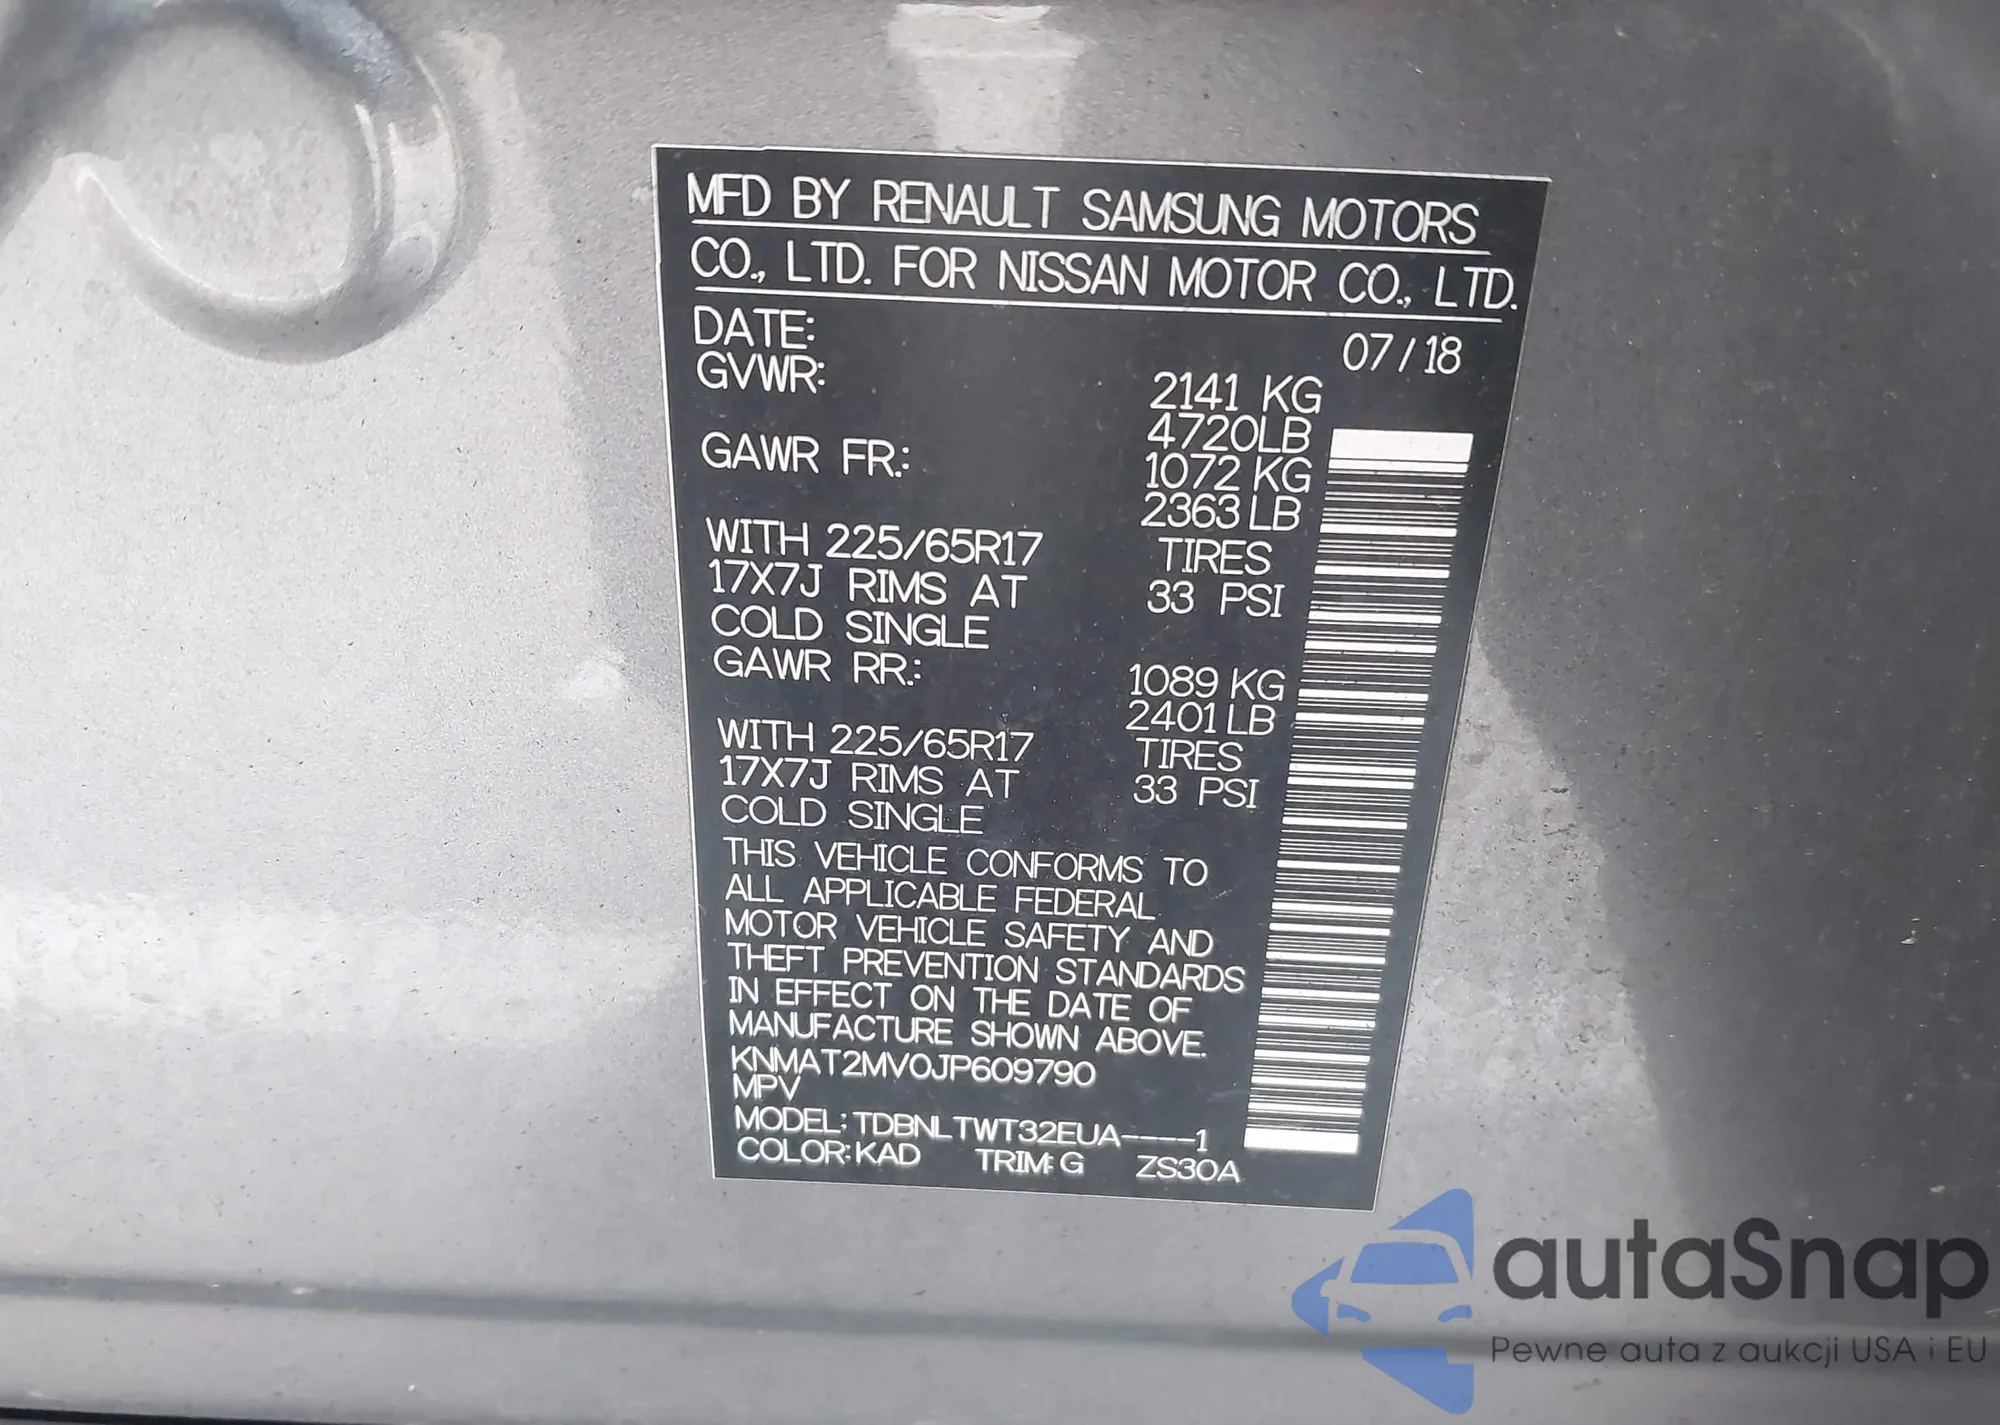 MFD BY RENAULT SAMSUNG MOTORS
CO., LTD. FOR NISSAN MOTOR CO., LTD.
DATE: 07/18
GVWR: 2141 KG
4720LB
GAWR FR.: 1072 KG
2363 LB
WITH 225/65R17 TIRES
17X7J RIMS AT 33 PSI
COLD SINGLE
GAWR RR.: 1089 KG
2401 LB
WITH 225/65R17 TIRES
17X7J RIMS AT 33 PSI
COLD SINGLE
THIS VEHICLE CONFORMS TO
ALL APPLICABLE FEDERAL
MOTOR VEHICLE SAFETY AND
THEFT PREVENTION STANDARDS
IN EFFECT ON THE DATE OF
MANUFACTURE SHOWN ABOVE.
KNMAT2MV0JP609790
MPV
MODEL: TDBNLTWT32EUA----1
COLOR: KAD TRIM: G ZS30A
autaSnap
Pewne auta z aukcji USA i EU